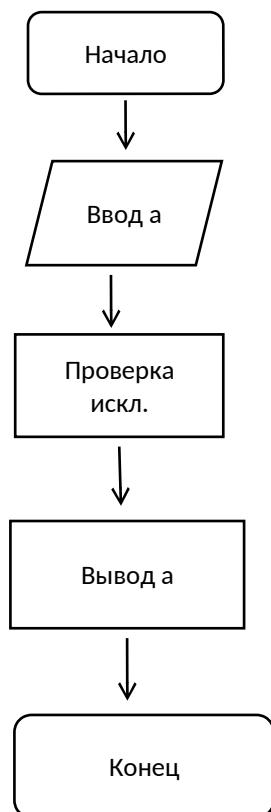 Начало
Ввод а
Проверка
искл.
Вывод а
Конец